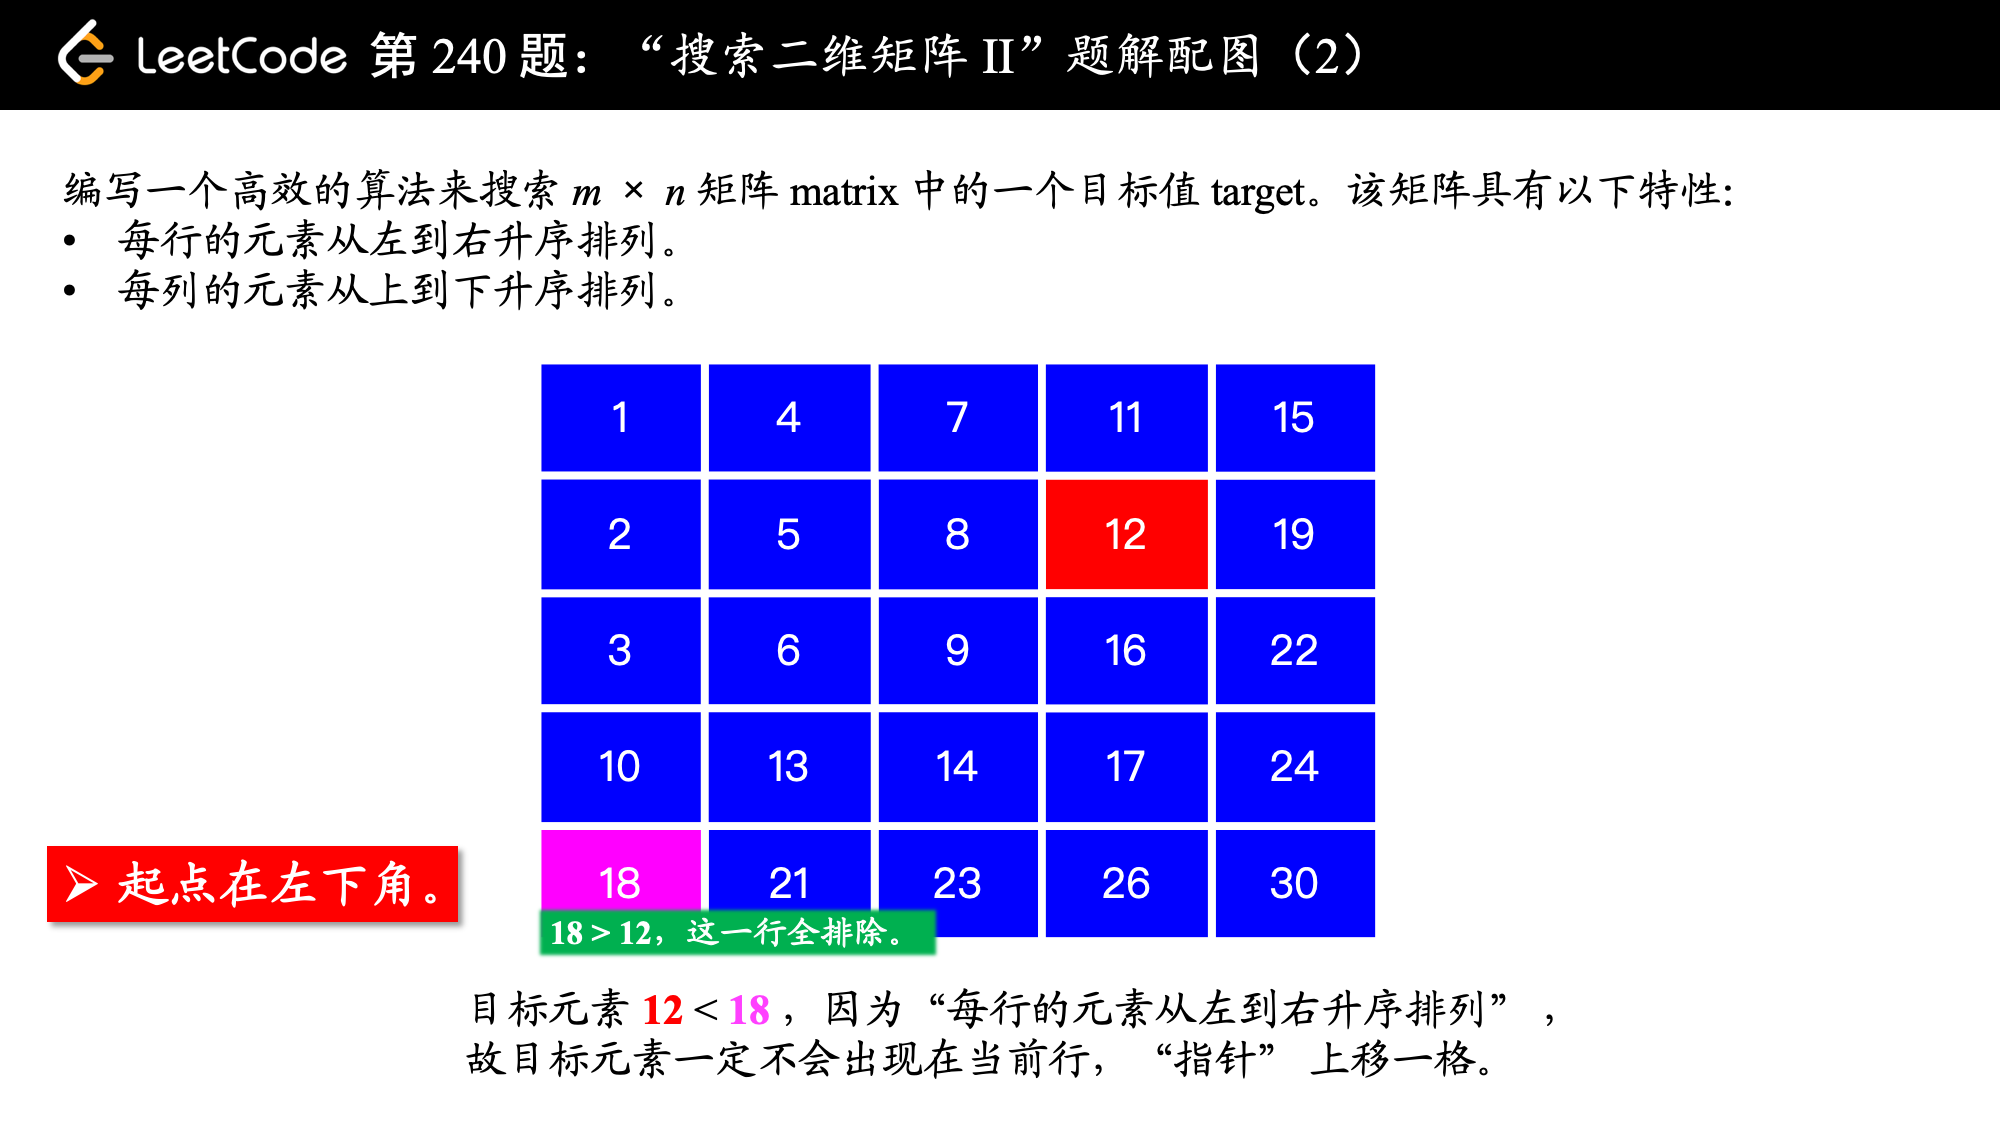 LeetCode 第 240 题：“搜索二维矩阵 II”题解配图（2）
编写一个高效的算法来搜索 m × n 矩阵 matrix 中的一个目标值 target。该矩阵具有以下特性:
• 每行的元素从左到右升序排列。
• 每列的元素从上到下升序排列。
1 4 7 11 15
2 5 8 12 19
3 6 9 16 22
10 13 14 17 24
18 21 23 26 30
➢ 起点在左下角。
18 > 12，这一行全排除。
目标元素 12 < 18，因为“每行的元素从左到右升序排列”，
故目标元素一定不会出现在当前行，“指针”上移一格。